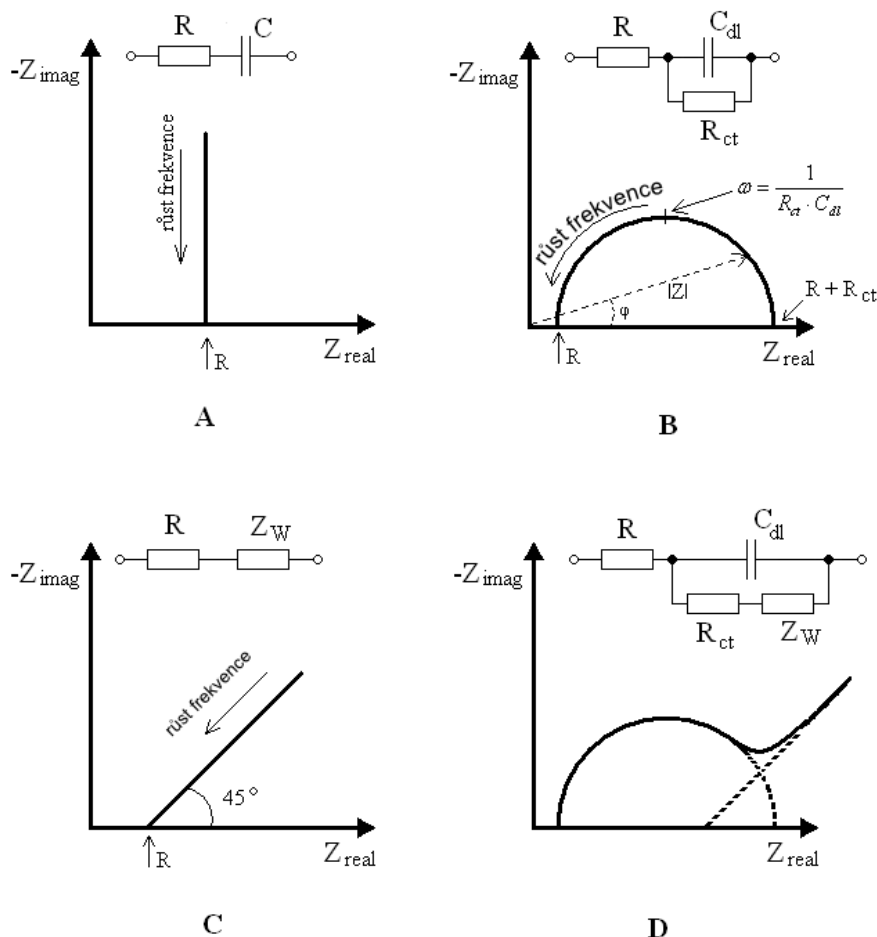 R
C
-Z imag
růst frekvence
R
Z real
A
R
C dl
R ct
-Z imag
růst frekvence
ω = 1 / R ct · C dl
|Z|
φ
R + R ct
R
Z real
B
R
Z W
-Z imag
růst frekvence
45°
R
Z real
C
R
C dl
R ct
Z W
-Z imag
Z real
D